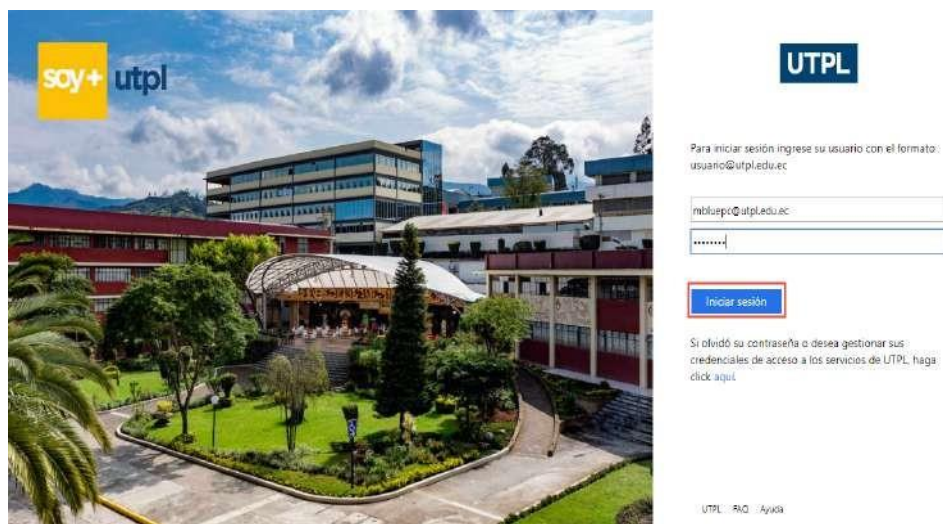 soy+ utpl
UTPL
Para iniciar sesión ingrese su usuario con el formato:
usuario@utpl.edu.ec
mbluepc@utpl.edu.ec
••••••••
Iniciar sesión
Si olvidó su contraseña o desea gestionar sus
credenciales de acceso a los servicios de UTPL, haga
click aquí.
UTPL FAQ Ayuda